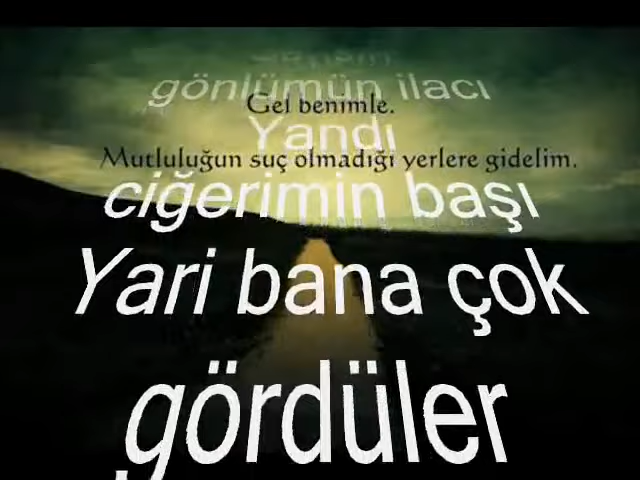 gönlümün ilacı
Gel benimle.
Yandı
Mutluluğun suç olmadığı yerlere gidelim.
ciğerimin başı
Yari bana çok
gördüler